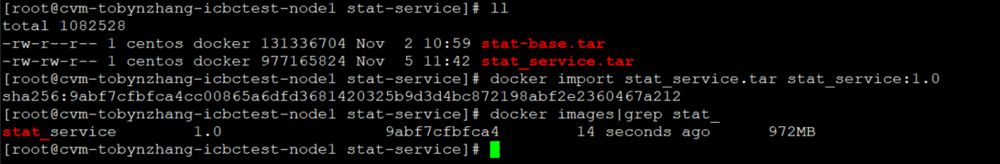 [root@cvm-tobynzhang-icbctest-node1 stat-service]# ll
total 1082528
-rw-r--r-- 1 centos docker 131336704 Nov  2 10:59 stat-base.tar
-rw-rw-r-- 1 centos docker 977165824 Nov  5 11:42 stat_service.tar
[root@cvm-tobynzhang-icbctest-node1 stat-service]# docker import stat_service.tar stat_service:1.0
sha256:9abf7cfbfca4cc00865a6dfd3681420325b9d3d4bc872198abf2e2360467a212
[root@cvm-tobynzhang-icbctest-node1 stat-service]# docker images|grep stat_
stat_service      1.0              9abf7cfbfca4      14 seconds ago      972MB
[root@cvm-tobynzhang-icbctest-node1 stat-service]#